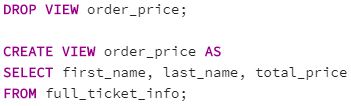 DROP VIEW order_price;
CREATE VIEW order_price AS
SELECT first_name, last_name, total_price
FROM full_ticket_info;